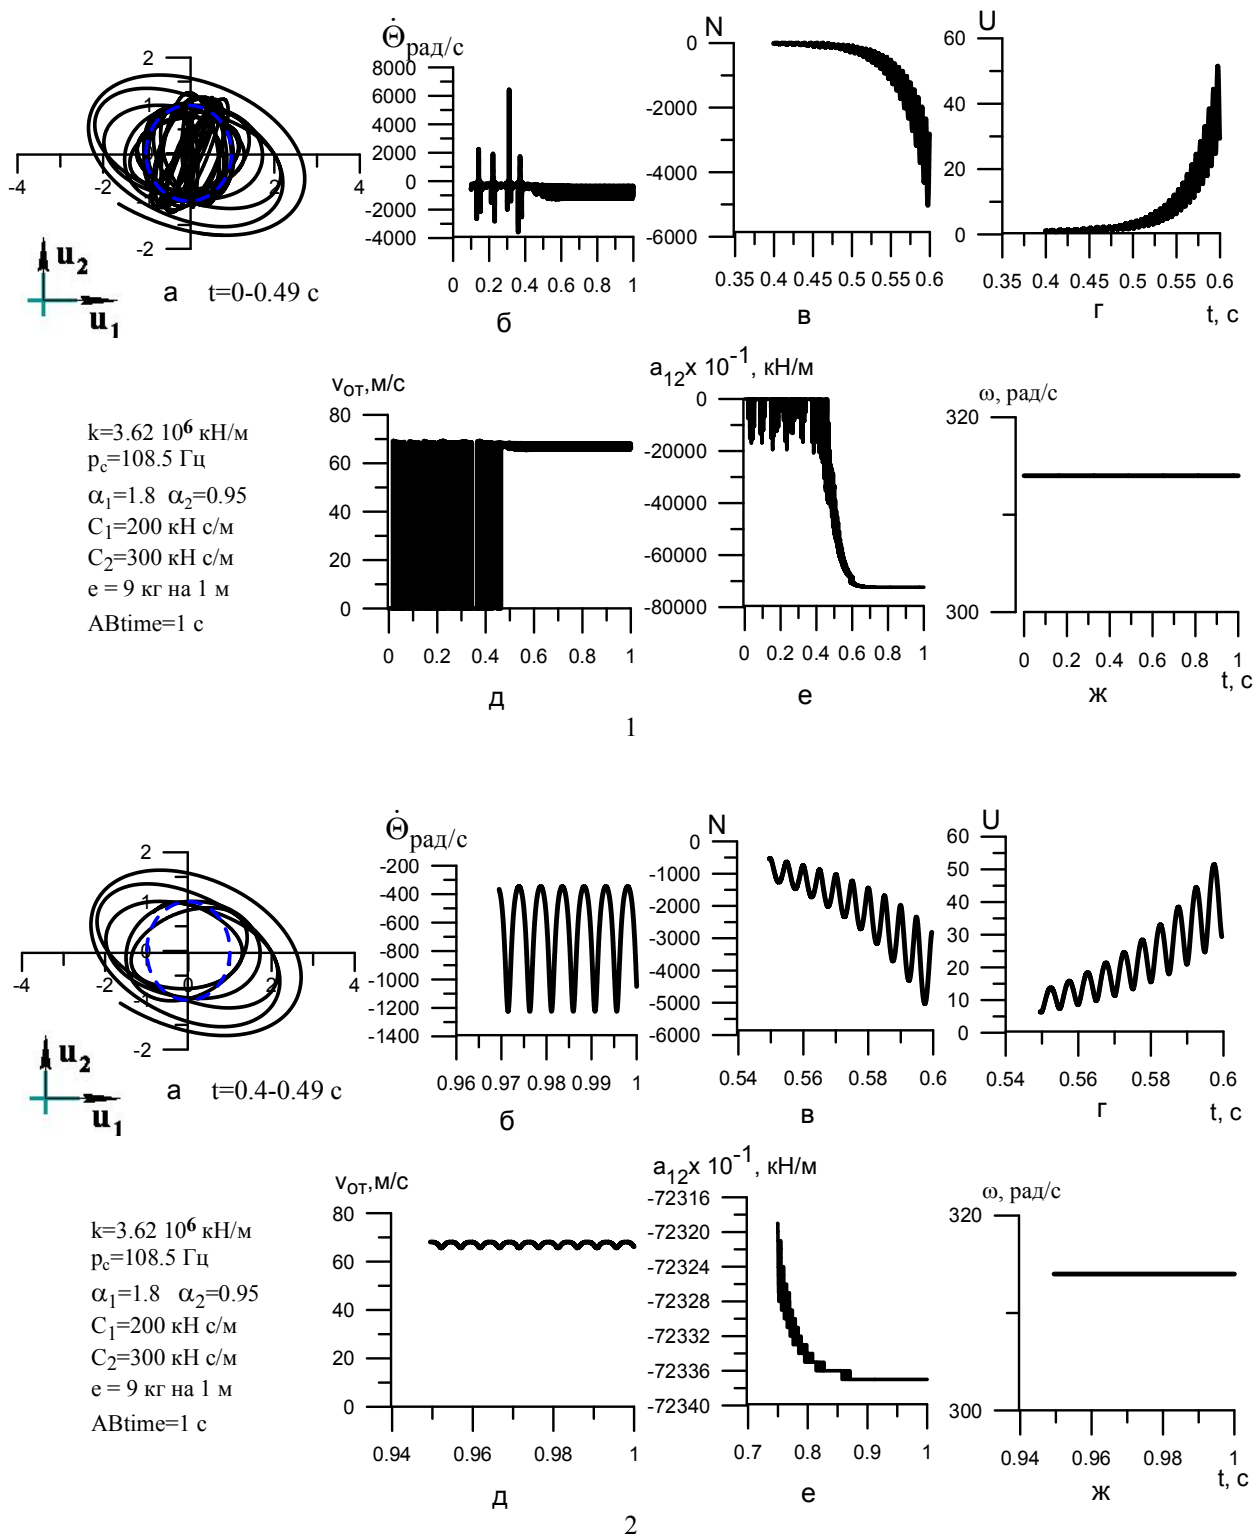 2
1
0
-1
-2
-4 -2 0 2 4
u₂
u₁
а t=0-0.49 с
Θ̇ рад/с
8000
6000
4000
2000
0
-2000
-4000
0 0.2 0.4 0.6 0.8 1
б
N
0
-2000
-4000
-6000
0.35 0.4 0.45 0.5 0.55 0.6
в
U
60
40
20
0
0.35 0.4 0.45 0.5 0.55 0.6
г t, с
k=3.62 10⁶ кН/м
p_c=108.5 Гц
α₁=1.8 α₂=0.95
C₁=200 кН с/м
C₂=300 кН с/м
e = 9 кг на 1 м
ABtime=1 с
v_от,м/с
80
60
40
20
0
0 0.2 0.4 0.6 0.8 1
д
a₁₂x 10⁻¹, кН/м
0
-20000
-40000
-60000
-80000
0 0.2 0.4 0.6 0.8 1
е
ω, рад/с
320
300
0 0.2 0.4 0.6 0.8 1
ж t, с
1
2
1
0
-1
-2
-4 -2 0 2 4
u₂
u₁
а t=0.4-0.49 с
Θ̇ рад/с
-200
-400
-600
-800
-1000
-1200
-1400
0.96 0.97 0.98 0.99 1
б
N
0
-1000
-2000
-3000
-4000
-5000
-6000
0.54 0.56 0.58 0.6
в
U
60
50
40
30
20
10
0
0.54 0.56 0.58 0.6
г t, с
k=3.62 10⁶ кН/м
p_c=108.5 Гц
α₁=1.8 α₂=0.95
C₁=200 кН с/м
C₂=300 кН с/м
e = 9 кг на 1 м
ABtime=1 с
v_от,м/с
80
60
40
20
0
0.94 0.96 0.98 1
д
a₁₂x 10⁻¹, кН/м
-72316
-72320
-72324
-72328
-72332
-72336
-72340
0.7 0.8 0.9 1
е
ω, рад/с
320
300
0.94 0.96 0.98 1
ж t, с
2